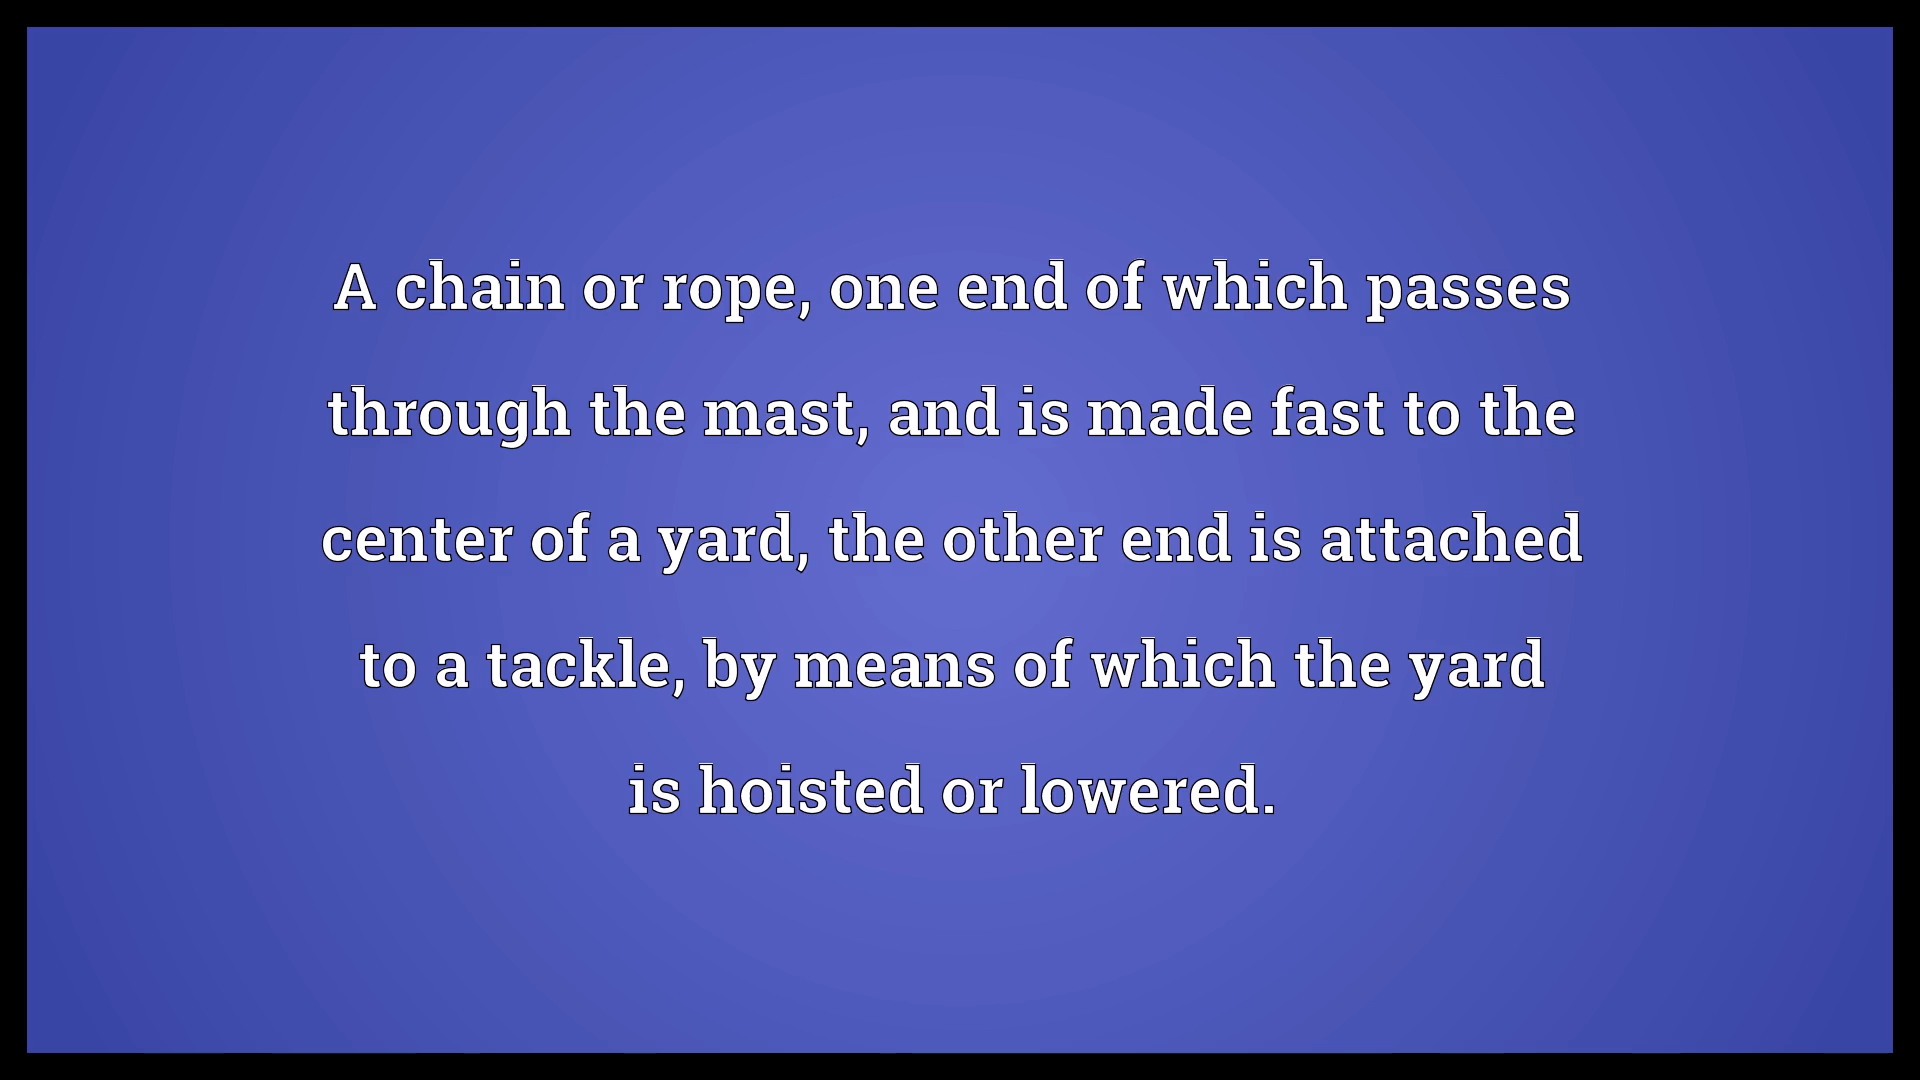 A chain or rope, one end of which passes
through the mast, and is made fast to the
center of a yard, the other end is attached
to a tackle, by means of which the yard
is hoisted or lowered.